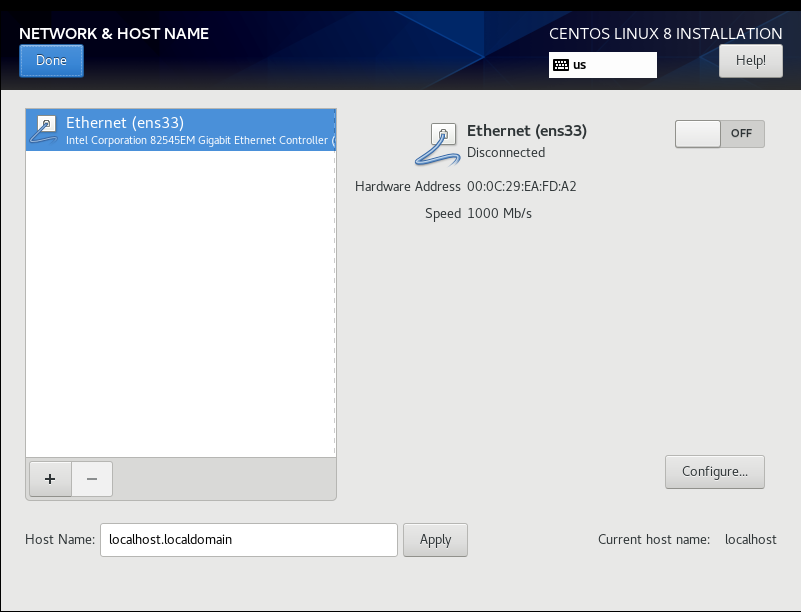 NETWORK & HOST NAME
CENTOS LINUX 8 INSTALLATION
Done
us
Help!
Ethernet (ens33)
Intel Corporation 82545EM Gigabit Ethernet Controller (
Ethernet (ens33)
Disconnected
OFF
Hardware Address 00:0C:29:EA:FD:A2
Speed 1000 Mb/s
+ −
Configure...
Host Name: localhost.localdomain Apply Current host name: localhost